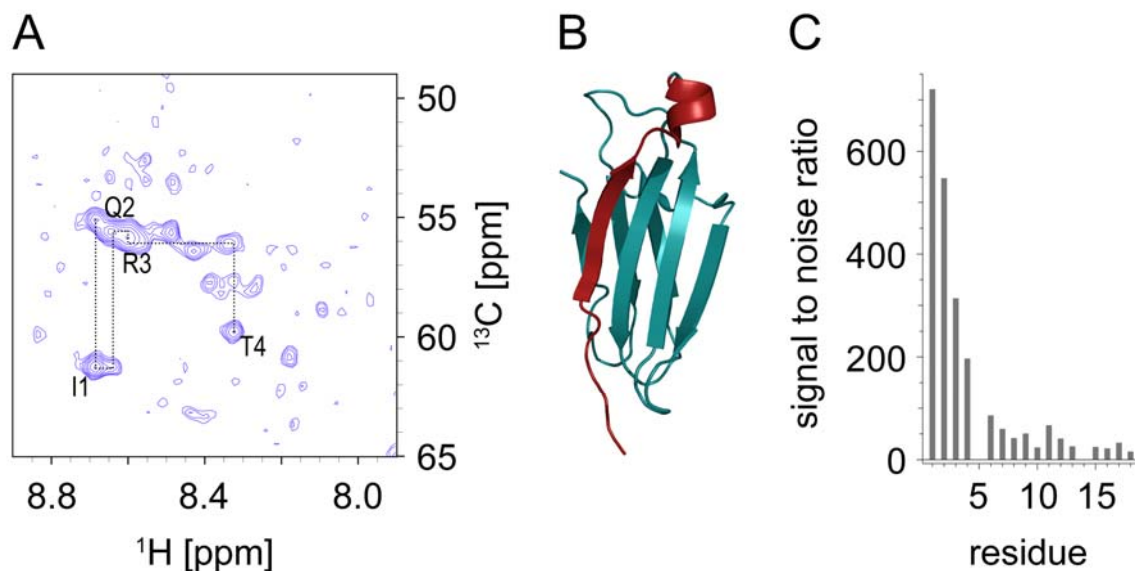 A
B
C
50
55
60
65
Q2
R3
T4
I1
8.8
8.4
8.0
¹H [ppm]
¹³C [ppm]
signal to noise ratio
600
400
200
0
5
10
15
residue